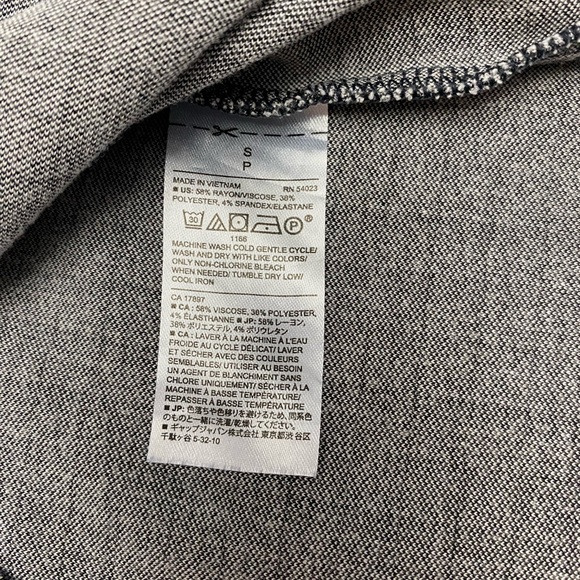 S
P
MADE IN VIETNAM RN 54023
■ US: 58% RAYON/VISCOSE, 38%
POLYESTER, 4% SPANDEX/ELASTANE
30 P ®
1166
MACHINE WASH COLD GENTLE CYCLE/
WASH AND DRY WITH LIKE COLORS/
ONLY NON-CHLORINE BLEACH
WHEN NEEDED/ TUMBLE DRY LOW/
COOL IRON
CA 17897
■ CA : 58% VISCOSE, 38% POLYESTER,
4% ÉLASTHANNE ■ JP: 58% レーヨン,
38% ポリエステル, 4% ポリウレタン
■ CA : LAVER À LA MACHINE À L'EAU
FROIDE AU CYCLE DÉLICAT/ LAVER
ET SÉCHER AVEC DES COULEURS
SEMBLABLES/ UTILISER AU BESOIN
UN AGENT DE BLANCHIMENT SANS
CHLORE UNIQUEMENT/ SÉCHER À LA
MACHINE À BASSE TEMPÉRATURE/
REPASSER À BASSE TEMPÉRATURE
■ JP: 色落ちや色移りを避けるため, 同系色
のものと一緒に洗濯/乾燥してください.
■ ギャップジャパン株式会社 東京都渋谷区
千駄ヶ谷 5-32-10